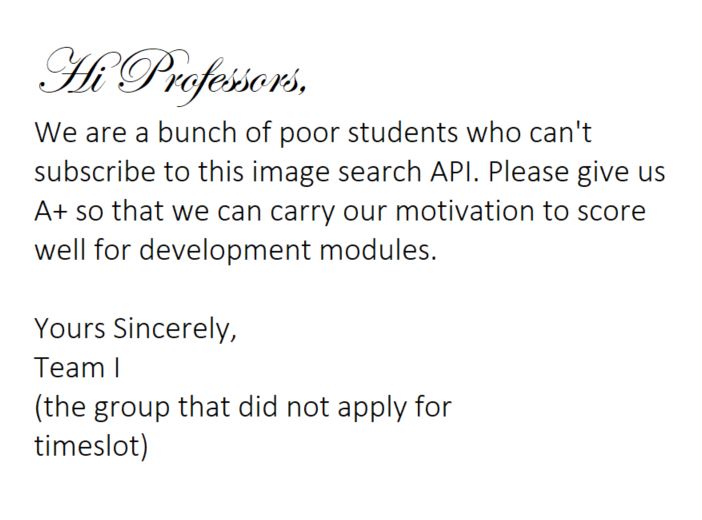 Hi Professors,
We are a bunch of poor students who can't
subscribe to this image search API. Please give us
A+ so that we can carry our motivation to score
well for development modules.
Yours Sincerely,
Team I
(the group that did not apply for
timeslot)